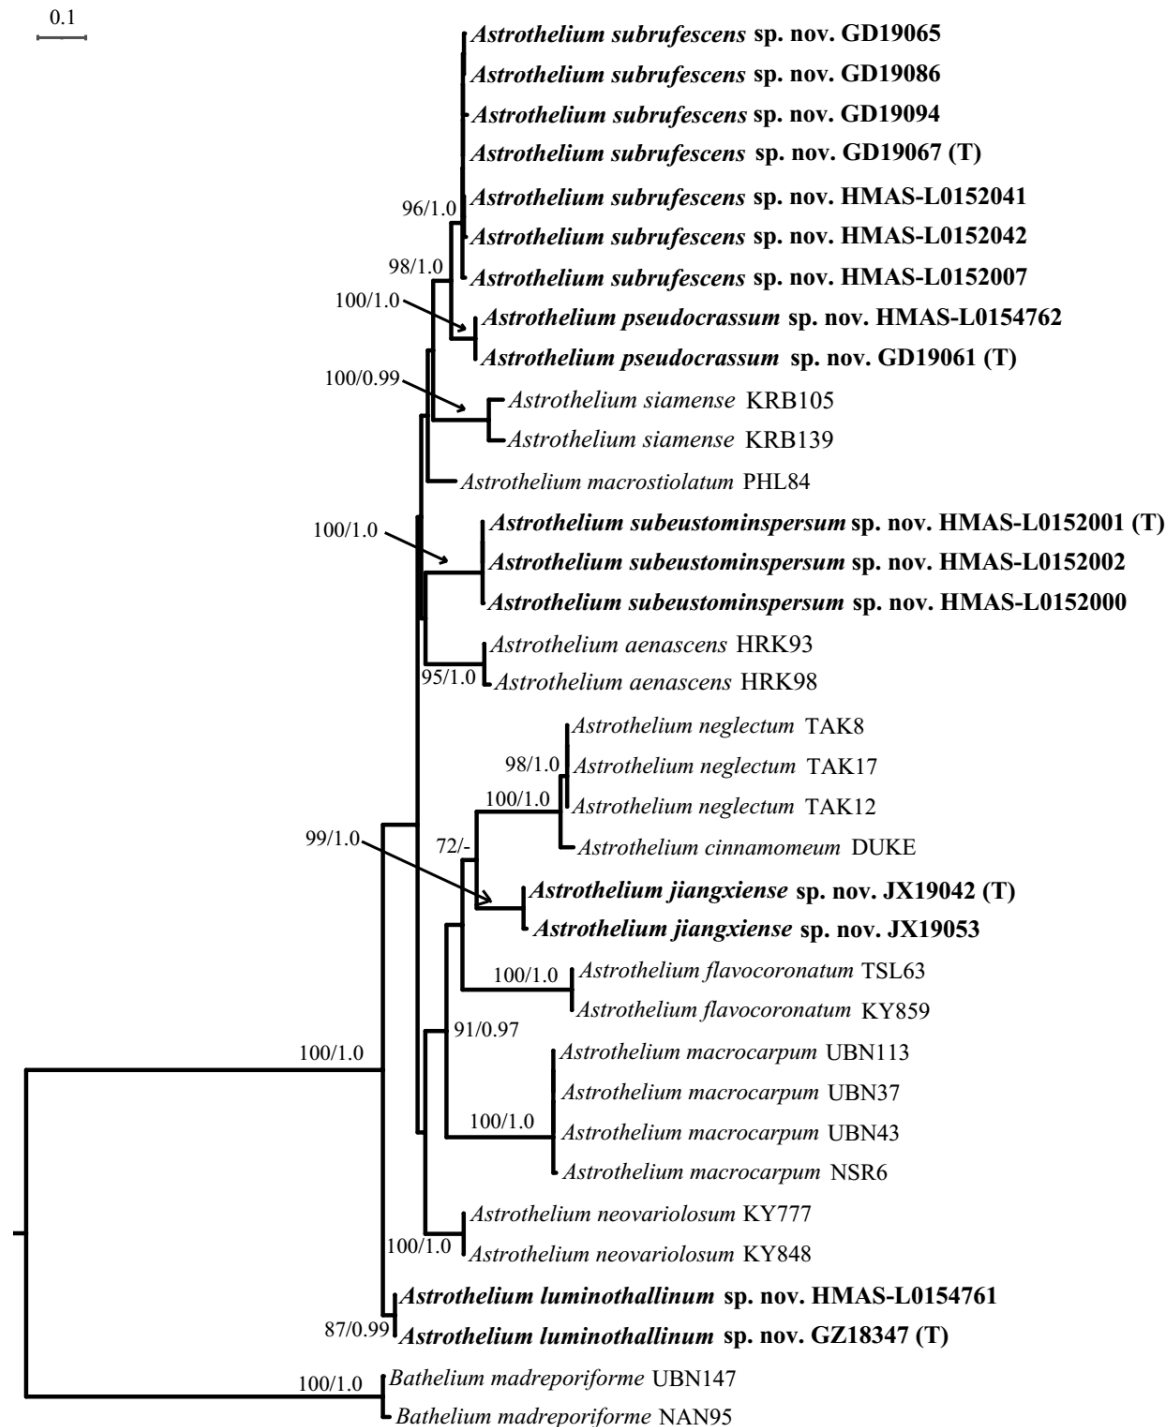 0.1
Astrothelium subrufescens sp. nov. GD19065
Astrothelium subrufescens sp. nov. GD19086
Astrothelium subrufescens sp. nov. GD19094
Astrothelium subrufescens sp. nov. GD19067 (T)
Astrothelium subrufescens sp. nov. HMAS-L0152041
96/1.0
Astrothelium subrufescens sp. nov. HMAS-L0152042
98/1.0
Astrothelium subrufescens sp. nov. HMAS-L0152007
100/1.0
Astrothelium pseudocrassum sp. nov. HMAS-L0154762
Astrothelium pseudocrassum sp. nov. GD19061 (T)
100/0.99
Astrothelium siamense KRB105
Astrothelium siamense KRB139
Astrothelium macrostiolatum PHL84
100/1.0
Astrothelium subeustominspersum sp. nov. HMAS-L0152001 (T)
Astrothelium subeustominspersum sp. nov. HMAS-L0152002
Astrothelium subeustominspersum sp. nov. HMAS-L0152000
Astrothelium aenascens HRK93
95/1.0
Astrothelium aenascens HRK98
Astrothelium neglectum TAK8
98/1.0
Astrothelium neglectum TAK17
100/1.0
Astrothelium neglectum TAK12
99/1.0
72/-
Astrothelium cinnamomeum DUKE
Astrothelium jiangxiense sp. nov. JX19042 (T)
Astrothelium jiangxiense sp. nov. JX19053
100/1.0
Astrothelium flavocoronatum TSL63
Astrothelium flavocoronatum KY859
91/0.97
100/1.0
Astrothelium macrocarpum UBN113
Astrothelium macrocarpum UBN37
100/1.0
Astrothelium macrocarpum UBN43
Astrothelium macrocarpum NSR6
Astrothelium neovariolosum KY777
100/1.0
Astrothelium neovariolosum KY848
Astrothelium luminothallinum sp. nov. HMAS-L0154761
87/0.99
Astrothelium luminothallinum sp. nov. GZ18347 (T)
100/1.0
Bathelium madreporiforme UBN147
Bathelium madreporiforme NAN95